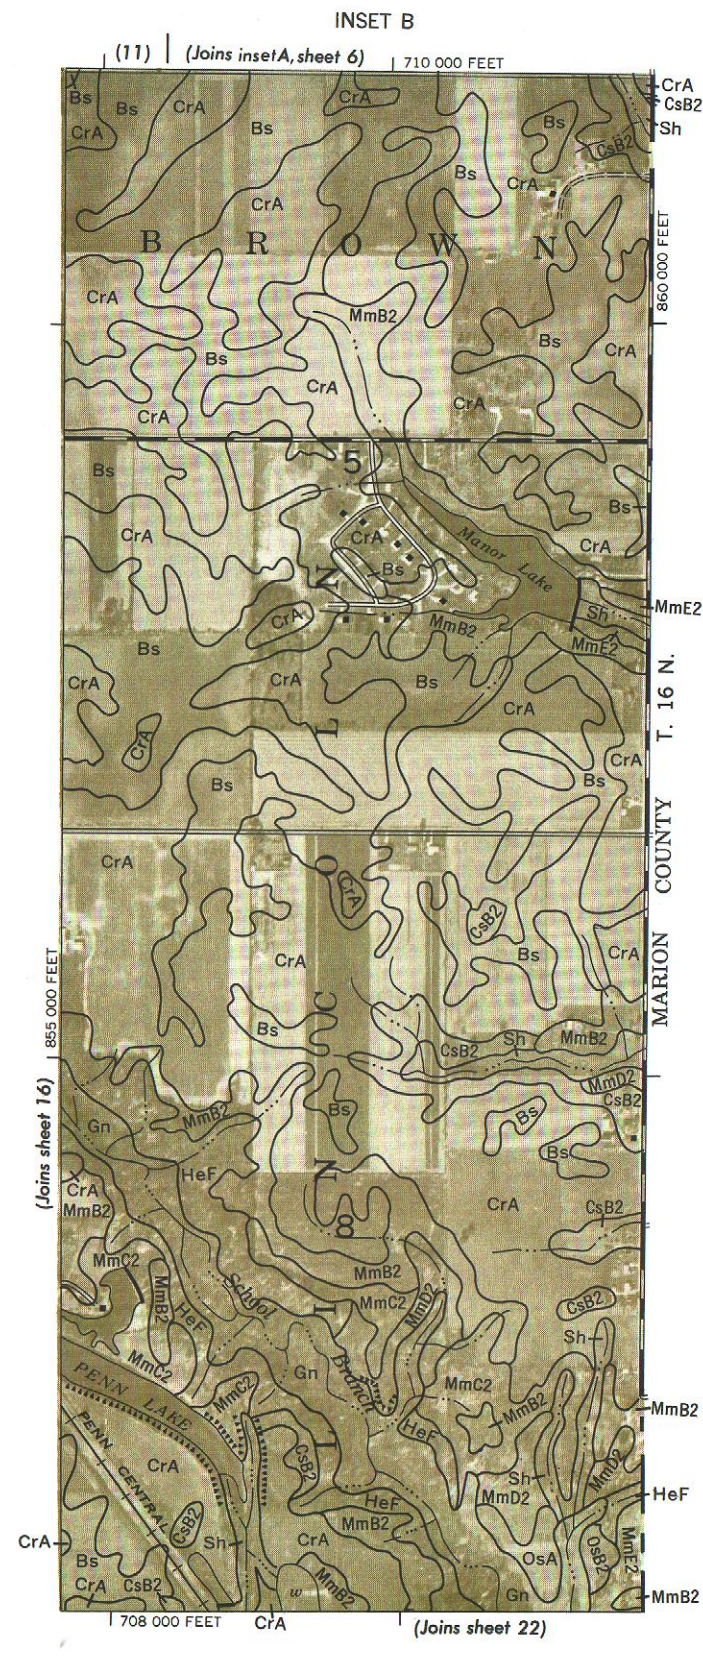 INSET B
(11) (Joins inset A, sheet 6) 710 000 FEET
Bs Bs CrA CrA CrA
CsB2
CrA Bs Bs Sh
CsB2
Bs CrA
CrA
B R O W N
860 000 FEET
CrA
MmB2
Bs Bs CrA
CrA
CrA CrA
5
Bs
Bs
CrA CrA Manor Lake CrA
Bs
N
CrA MmB2 Sh MmE2
Bs MmE2
CrA CrA Bs
CrA
T. 16 N.
L
CrA CrA
Bs Bs
CrA O
CrA
COUNTY
CsB2
CrA Bs CrA
MARION
855 000 FEET
C
Bs
CsB2 Sh MmB2
MmD2
CsB2
(Joins sheet 16)
MmB2 Bs Bs
Gn
Bs
N
HeF
CrA
MmB2 CrA CsB2
8
MmC2
MmB2
MmB2 School I MmC2 MmD2 CsB2
HeF
Sh
MmC2 Gn Branch
PENN LAKE MmC2 MmC2
MmB2 MmB2
HeF
PENN CENTRAL
CrA CsB2 L
Sh MmD2
HeF MmD2 HeF
CsB2 MmB2
CrA Sh CrA
OsB2 MmE2
Bs OsA
CrA CsB2 w MmB2 Gn MmB2
708 000 FEET CrA (Joins sheet 22)